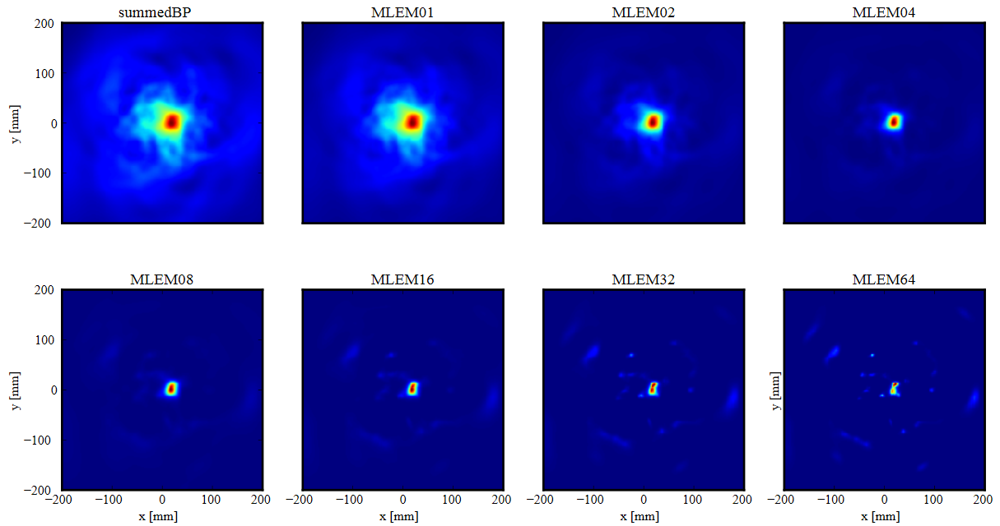 summedBP MLEM01 MLEM02 MLEM04
200
100
y [mm]
0
−100
−200
MLEM08 MLEM16 MLEM32 MLEM64
200
100
y [mm] y [mm]
0
−100
−200 −200
−200 −100 0 100 200 −200 −100 0 100 200 −200 −100 0 100 200 −100 0 100 200
x [mm] x [mm] x [mm] x [mm]